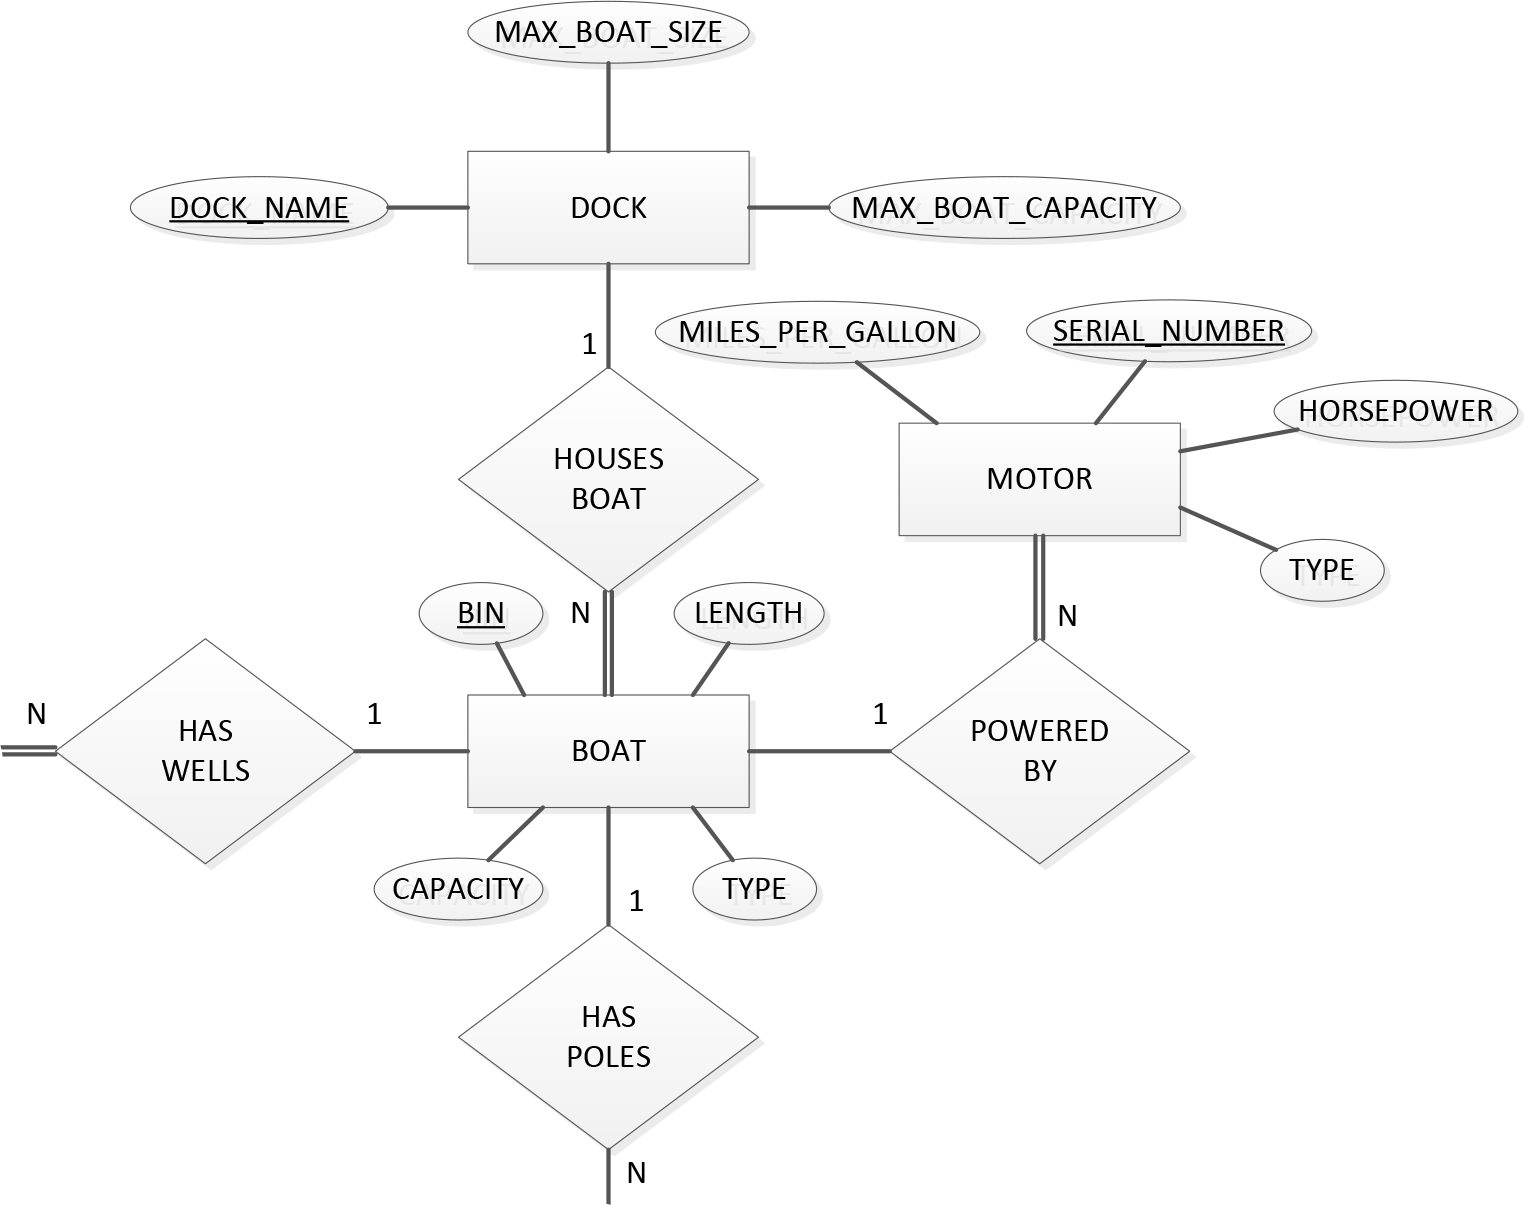 MAX_BOAT_SIZE
DOCK_NAME
DOCK
MAX_BOAT_CAPACITY
1
MILES_PER_GALLON
SERIAL_NUMBER
HORSEPOWER
HOUSES
BOAT
MOTOR
TYPE
BIN
N
LENGTH
N
N
HAS
WELLS
1
BOAT
1
POWERED
BY
CAPACITY
1
TYPE
HAS
POLES
N